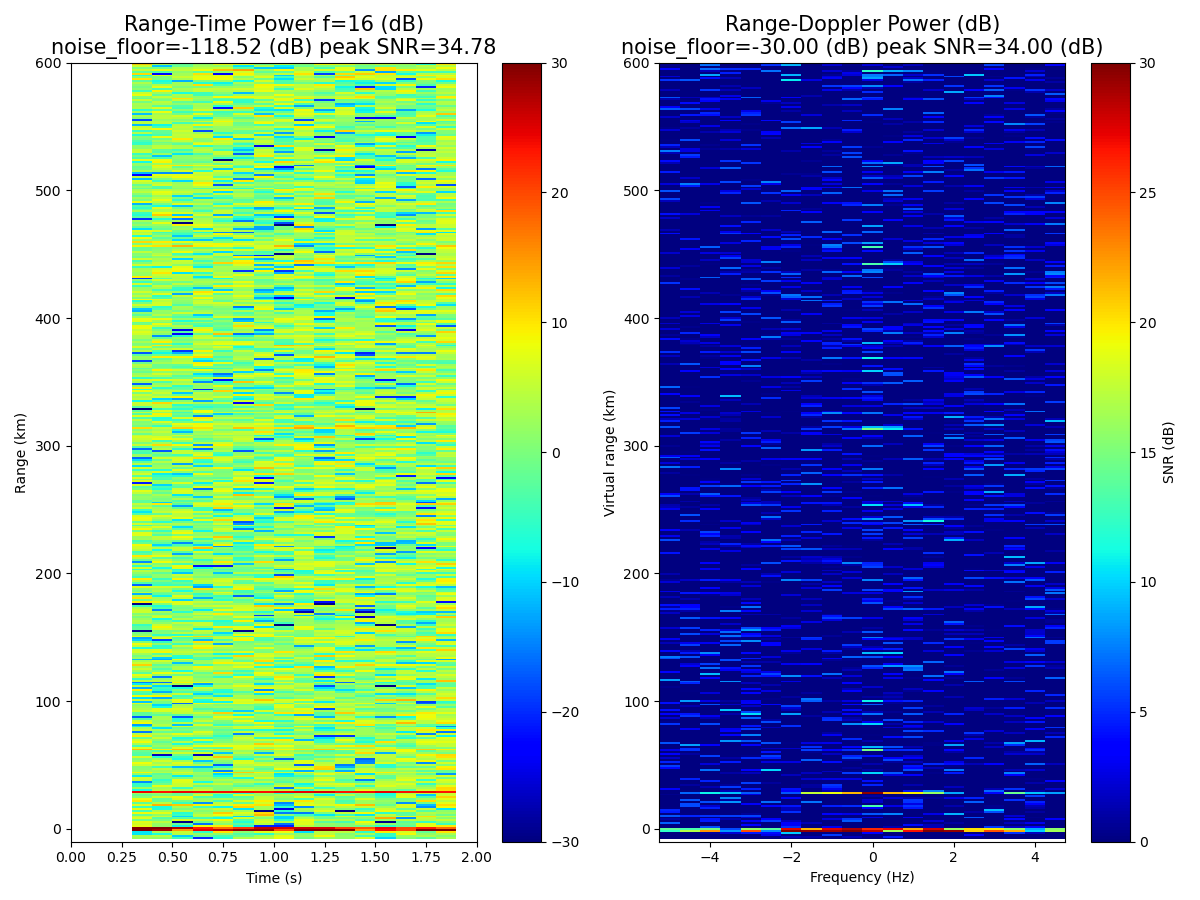 Range-Time Power f=16 (dB)
noise_floor=-118.52 (dB) peak SNR=34.78
600
500
400
300
200
100
0
Range (km)
0.00 0.25 0.50 0.75 1.00 1.25 1.50 1.75 2.00
Time (s)
30
20
10
0
−10
−20
−30
Range-Doppler Power (dB)
noise_floor=-30.00 (dB) peak SNR=34.00 (dB)
600
500
400
300
200
100
0
Virtual range (km)
−4 −2 0 2 4
Frequency (Hz)
30
25
20
15
10
5
0
SNR (dB)